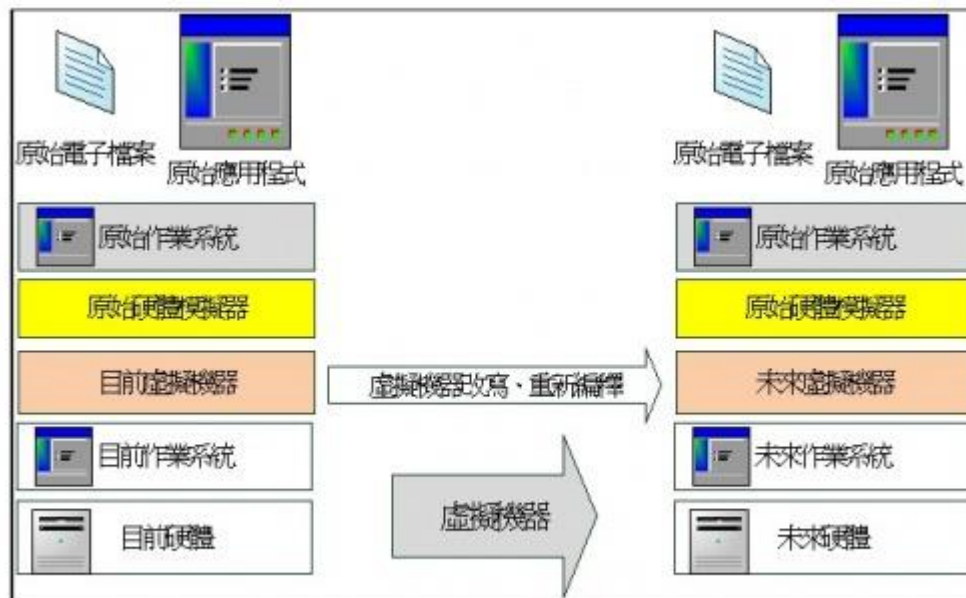 原始電子檔案
原始應用程式
原始作業系統
原始硬體模擬器
目前虛擬機器
目前作業系統
目前硬體
虛擬機器改寫、重新編譯
虛擬機器
原始電子檔案
原始應用程式
原始作業系統
原始硬體模擬器
未來虛擬機器
未來作業系統
未來硬體